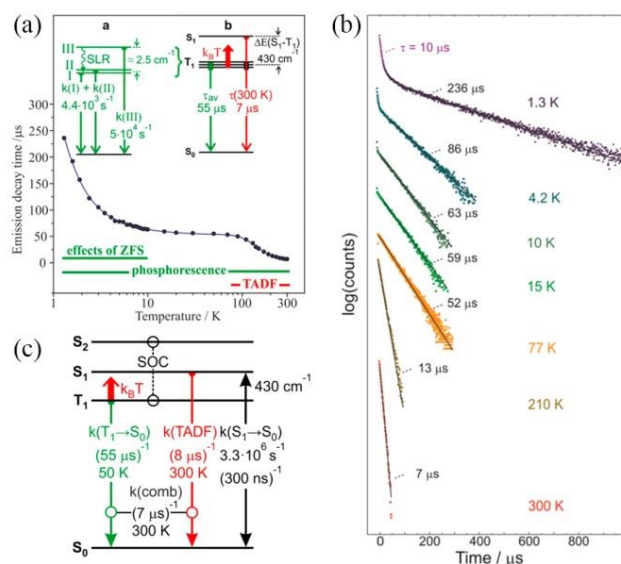 (a)
a
III
SLR
II
I
≈ 2.5 cm⁻¹
k(I) + k(II)
4.4·10³ s⁻¹
k(III)
5·10⁴ s⁻¹
b
S₁
ΔE(S₁-T₁)
430 cm⁻¹
k_BT
T₁
τ_av
55 μs
τ(300 K)
7 μs
S₀
Emission decay time /μs
300
250
200
150
100
50
0
effects of ZFS
phosphorescence
TADF
1
10
100
300
Temperature / K
(b)
τ = 10 μs
236 μs
1.3 K
86 μs
4.2 K
63 μs
10 K
59 μs
15 K
52 μs
77 K
13 μs
210 K
7 μs
300 K
log(counts)
0
200
400
600
800
Time / μs
(c)
S₂
SOC
S₁
k_BT
T₁
430 cm⁻¹
k(T₁→S₀)
(55 μs)⁻¹
50 K
k(TADF)
(8 μs)⁻¹
300 K
k(S₁→S₀)
3.3·10⁶ s⁻¹
(300 ns)⁻¹
k(comb)
(7 μs)⁻¹
300 K
S₀